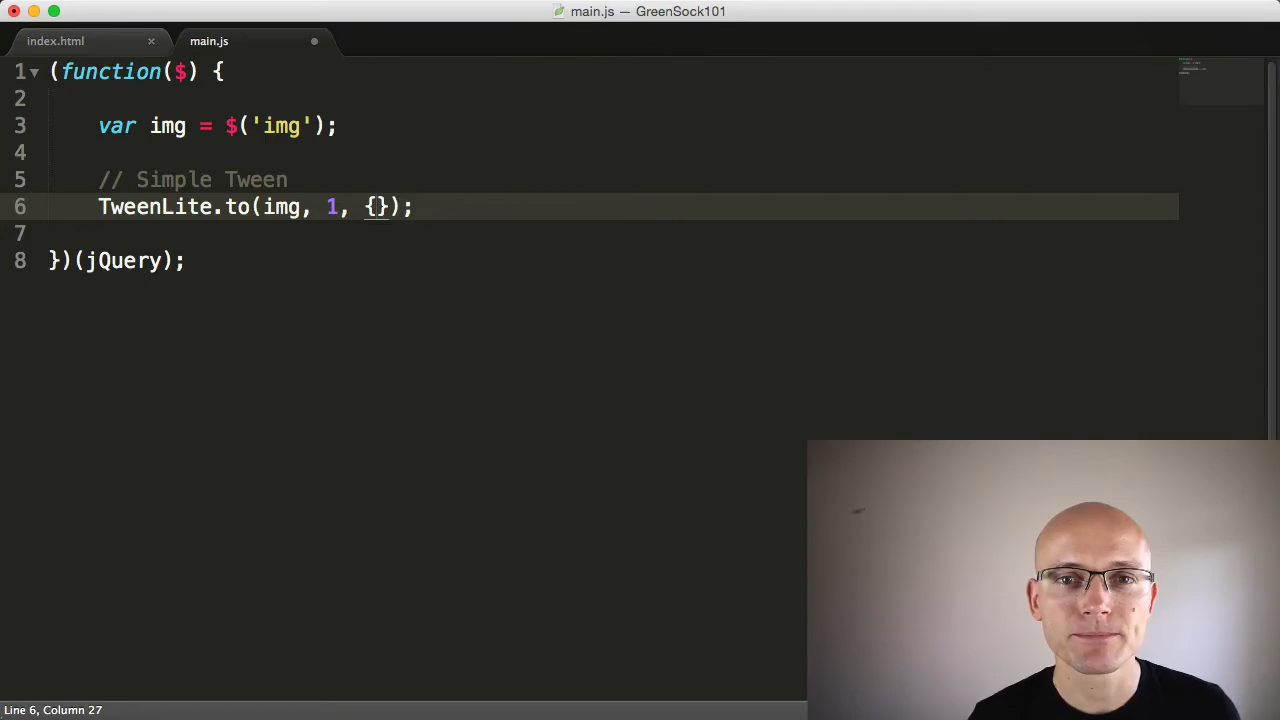 main.js — GreenSock101
index.html ×
main.js
1 (function($) {
2
3 var img = $('img');
4
5 // Simple Tween
6 TweenLite.to(img, 1, {});
7
8 })(jQuery);
Line 6, Column 27